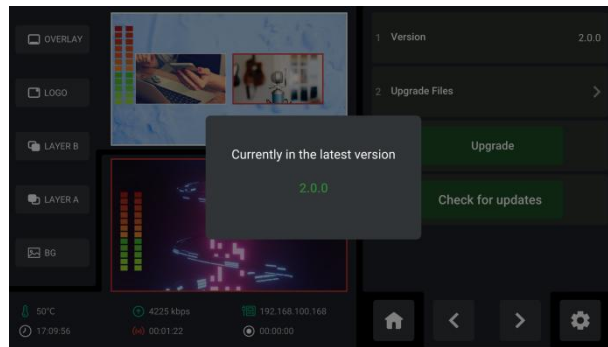 OVERLAY
LOGO
LAYER B
LAYER A
BG
1 Version 2.0.0
2 Upgrade Files
Upgrade
Check for updates
Currently in the latest version
2.0.0
50°C
4225 kbps
192.168.100.168
17:09:56
00:01:22
00:00:00